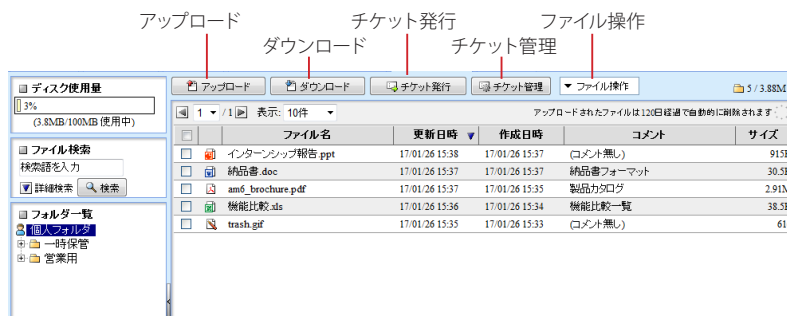 アップロード チケット発行 ファイル操作
ダウンロード チケット管理
ディスク使用量
3%
(3.8MB/100MB 使用中)
ファイル検索
検索語を入力
詳細検索 検索
フォルダ一覧
個人フォルダ
一時保管
営業用
アップロード ダウンロード チケット発行 チケット管理 ファイル操作 5 / 3.88M
1 / 1 表示: 10件 アップロードされたファイルは120日経過で自動的に削除されます
ファイル名 更新日時 作成日時 コメント サイズ
インターンシップ報告.ppt 17/01/26 15:38 17/01/26 15:37 (コメント無し) 915
納品書.doc 17/01/26 15:37 17/01/26 15:37 納品書フォーマット 30.5
am6_brochure.pdf 17/01/26 15:37 17/01/26 15:35 製品カタログ 2.91
機能比較.xls 17/01/26 15:36 17/01/26 15:34 機能比較一覧 38.5
trash.gif 17/01/26 15:35 17/01/26 15:33 (コメント無し) 61